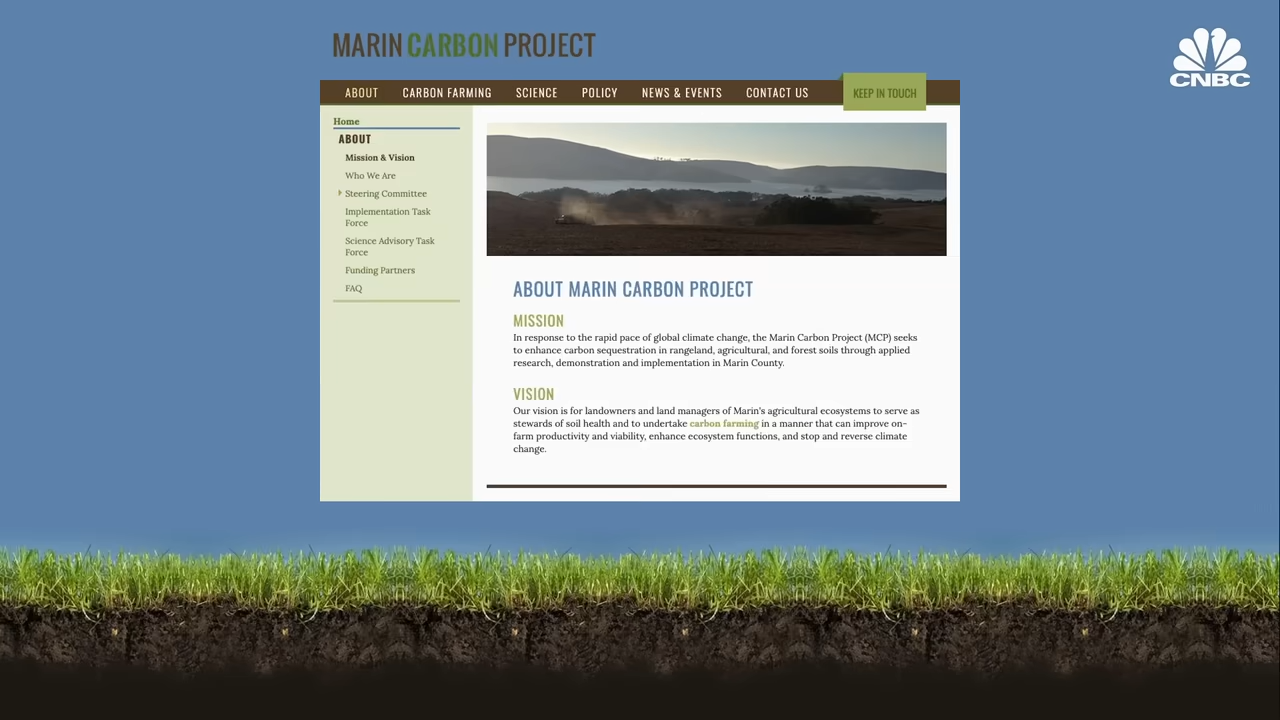 MARIN CARBON PROJECT
CNBC
ABOUT CARBON FARMING SCIENCE POLICY NEWS & EVENTS CONTACT US KEEP IN TOUCH
Home
ABOUT
Mission & Vision
Who We Are
Steering Committee
Implementation Task
Force
Science Advisory Task
Force
Funding Partners
FAQ
ABOUT MARIN CARBON PROJECT
MISSION
In response to the rapid pace of global climate change, the Marin Carbon Project (MCP) seeks
to enhance carbon sequestration in rangeland, agricultural, and forest soils through applied
research, demonstration and implementation in Marin County.
VISION
Our vision is for landowners and land managers of Marin's agricultural ecosystems to serve as
stewards of soil health and to undertake carbon farming in a manner that can improve on-
farm productivity and viability, enhance ecosystem functions, and stop and reverse climate
change.